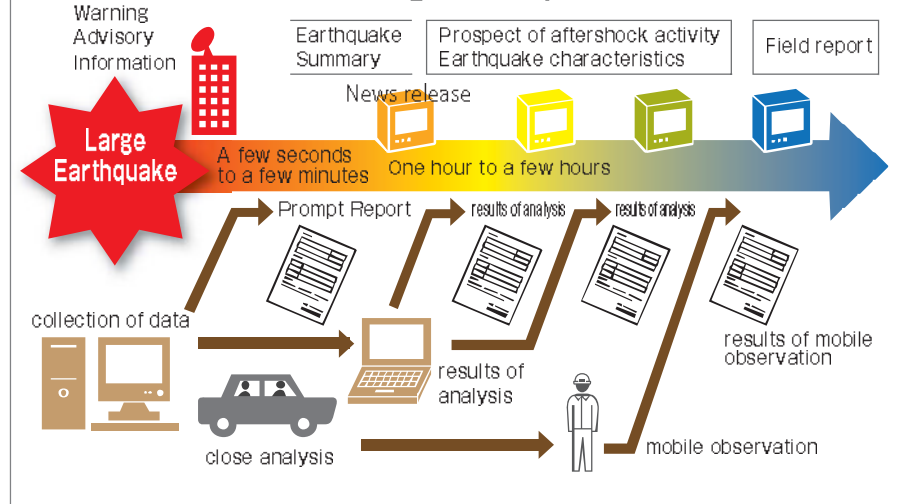 Warning
Advisory
Information
Earthquake
Summary
Prospect of aftershock activity
Earthquake characteristics
Field report
News release
Large
Earthquake
A few seconds
to a few minutes
One hour to a few hours
Prompt Report
results of analysis
results of analysis
collection of data
results of mobile
observation
results of
analysis
close analysis
mobile observation